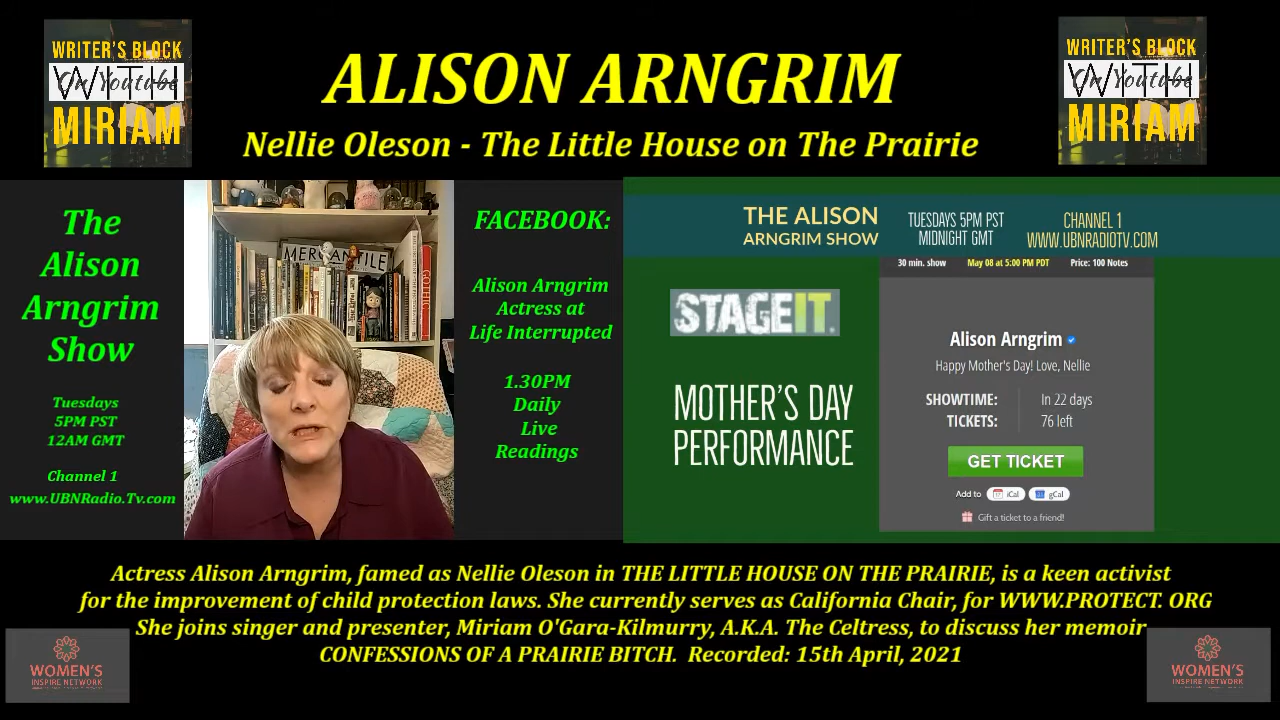 WRITER'S BLOCK
WITH
On Youtube
MIRIAM
ALISON ARNGRIM
Nellie Oleson - The Little House on The Prairie
WRITER'S BLOCK
WITH
On Youtube
MIRIAM
The
Alison
Arngrim
Show
Tuesdays
5PM PST
12AM GMT
Channel 1
www.UBNRadio.Tv.com
MERCANTILE
GOTHIC
FACEBOOK:
Alison Arngrim
Actress at
Life Interrupted
1.30PM
Daily
Live
Readings
THE ALISON
ARNGRIM SHOW
TUESDAYS 5PM PST
MIDNIGHT GMT
CHANNEL 1
WWW.UBNRADIOTV.COM
30 min. show May 08 at 5:00 PM PDT Price: 100 Notes
STAGEIT.
MOTHER'S DAY
PERFORMANCE
Alison Arngrim
Happy Mother's Day! Love, Nellie
SHOWTIME: In 22 days
TICKETS: 76 left
GET TICKET
Add to iCal gCal
Gift a ticket to a friend!
Actress Alison Arngrim, famed as Nellie Oleson in THE LITTLE HOUSE ON THE PRAIRIE, is a keen activist
for the improvement of child protection laws. She currently serves as California Chair, for WWW.PROTECT. ORG
She joins singer and presenter, Miriam O'Gara-Kilmurry, A.K.A. The Celtress, to discuss her memoir
CONFESSIONS OF A PRAIRIE BITCH. Recorded: 15th April, 2021
WOMEN'S
INSPIRE NETWORK
WOMEN'S
INSPIRE NETWORK